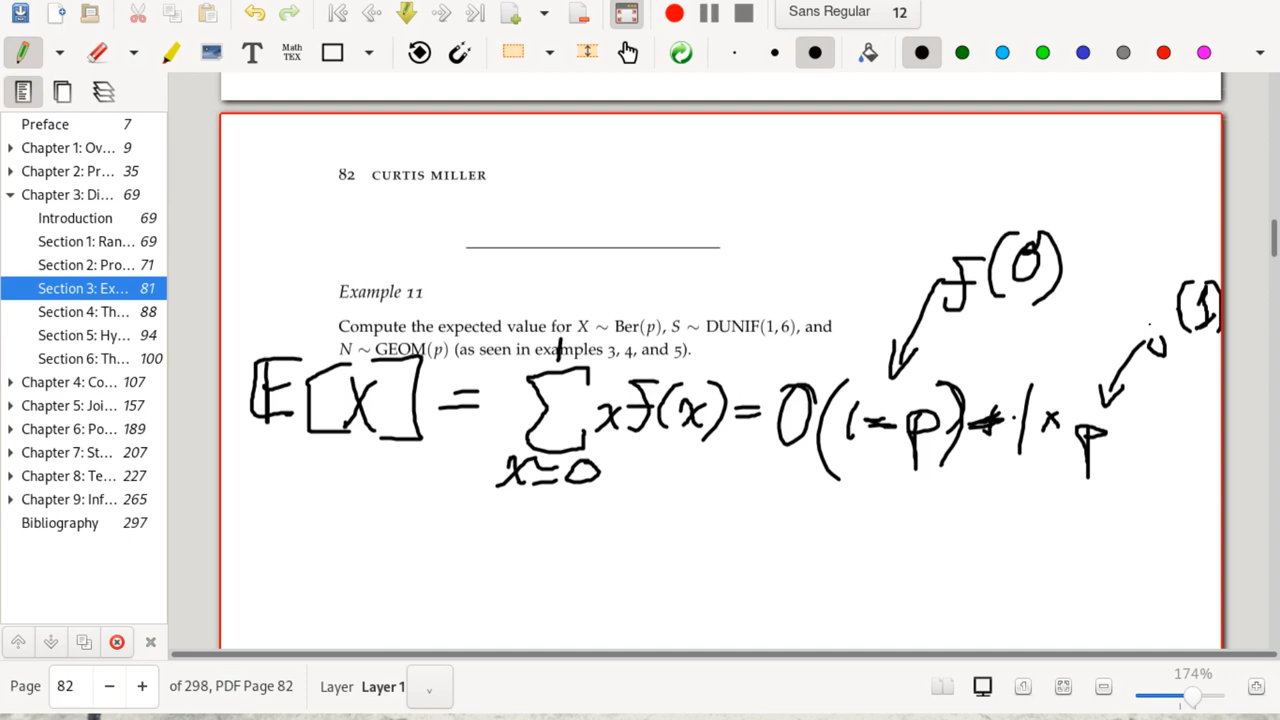 Sans Regular 12
T Math TEX
Preface 7
Chapter 1: Ov... 9
Chapter 2: Pr... 35
Chapter 3: Di... 69
Introduction 69
Section 1: Ran... 69
Section 2: Pro... 71
Section 3: Ex... 81
Section 4: Th... 88
Section 5: Hy... 94
Section 6: Th... 100
Chapter 4: Co... 107
Chapter 5: Joi... 157
Chapter 6: Po... 189
Chapter 7: St... 207
Chapter 8: Te... 227
Chapter 9: Inf... 265
Bibliography 297
82 CURTIS MILLER
Example 11
Compute the expected value for X ∼ Ber(p), S ∼ DUNIF(1, 6), and
N ∼ GEOM(p) (as seen in examples 3, 4, and 5).
f(0)
(1)
E[X] = ∑_{x=0}^{1} x f(x) = 0(1-p) + 1 × p
Page 82 − + of 298, PDF Page 82 Layer Layer 1
174%